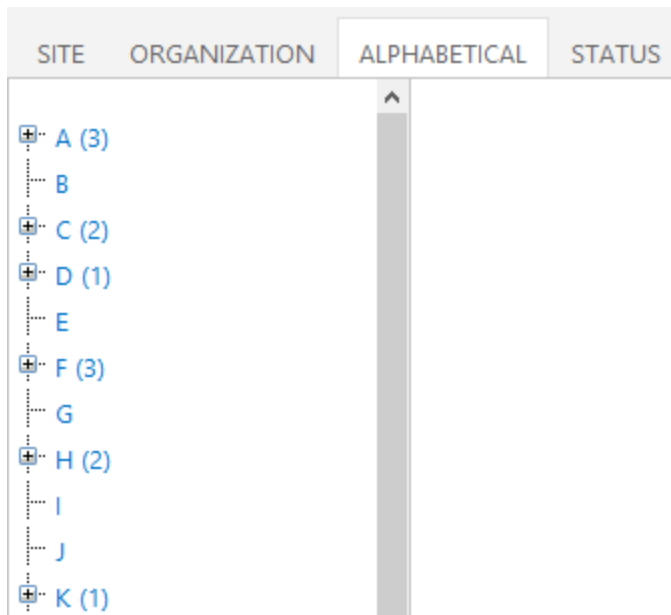 SITE ORGANIZATION ALPHABETICAL STATUS
A (3)
B
C (2)
D (1)
E
F (3)
G
H (2)
I
J
K (1)